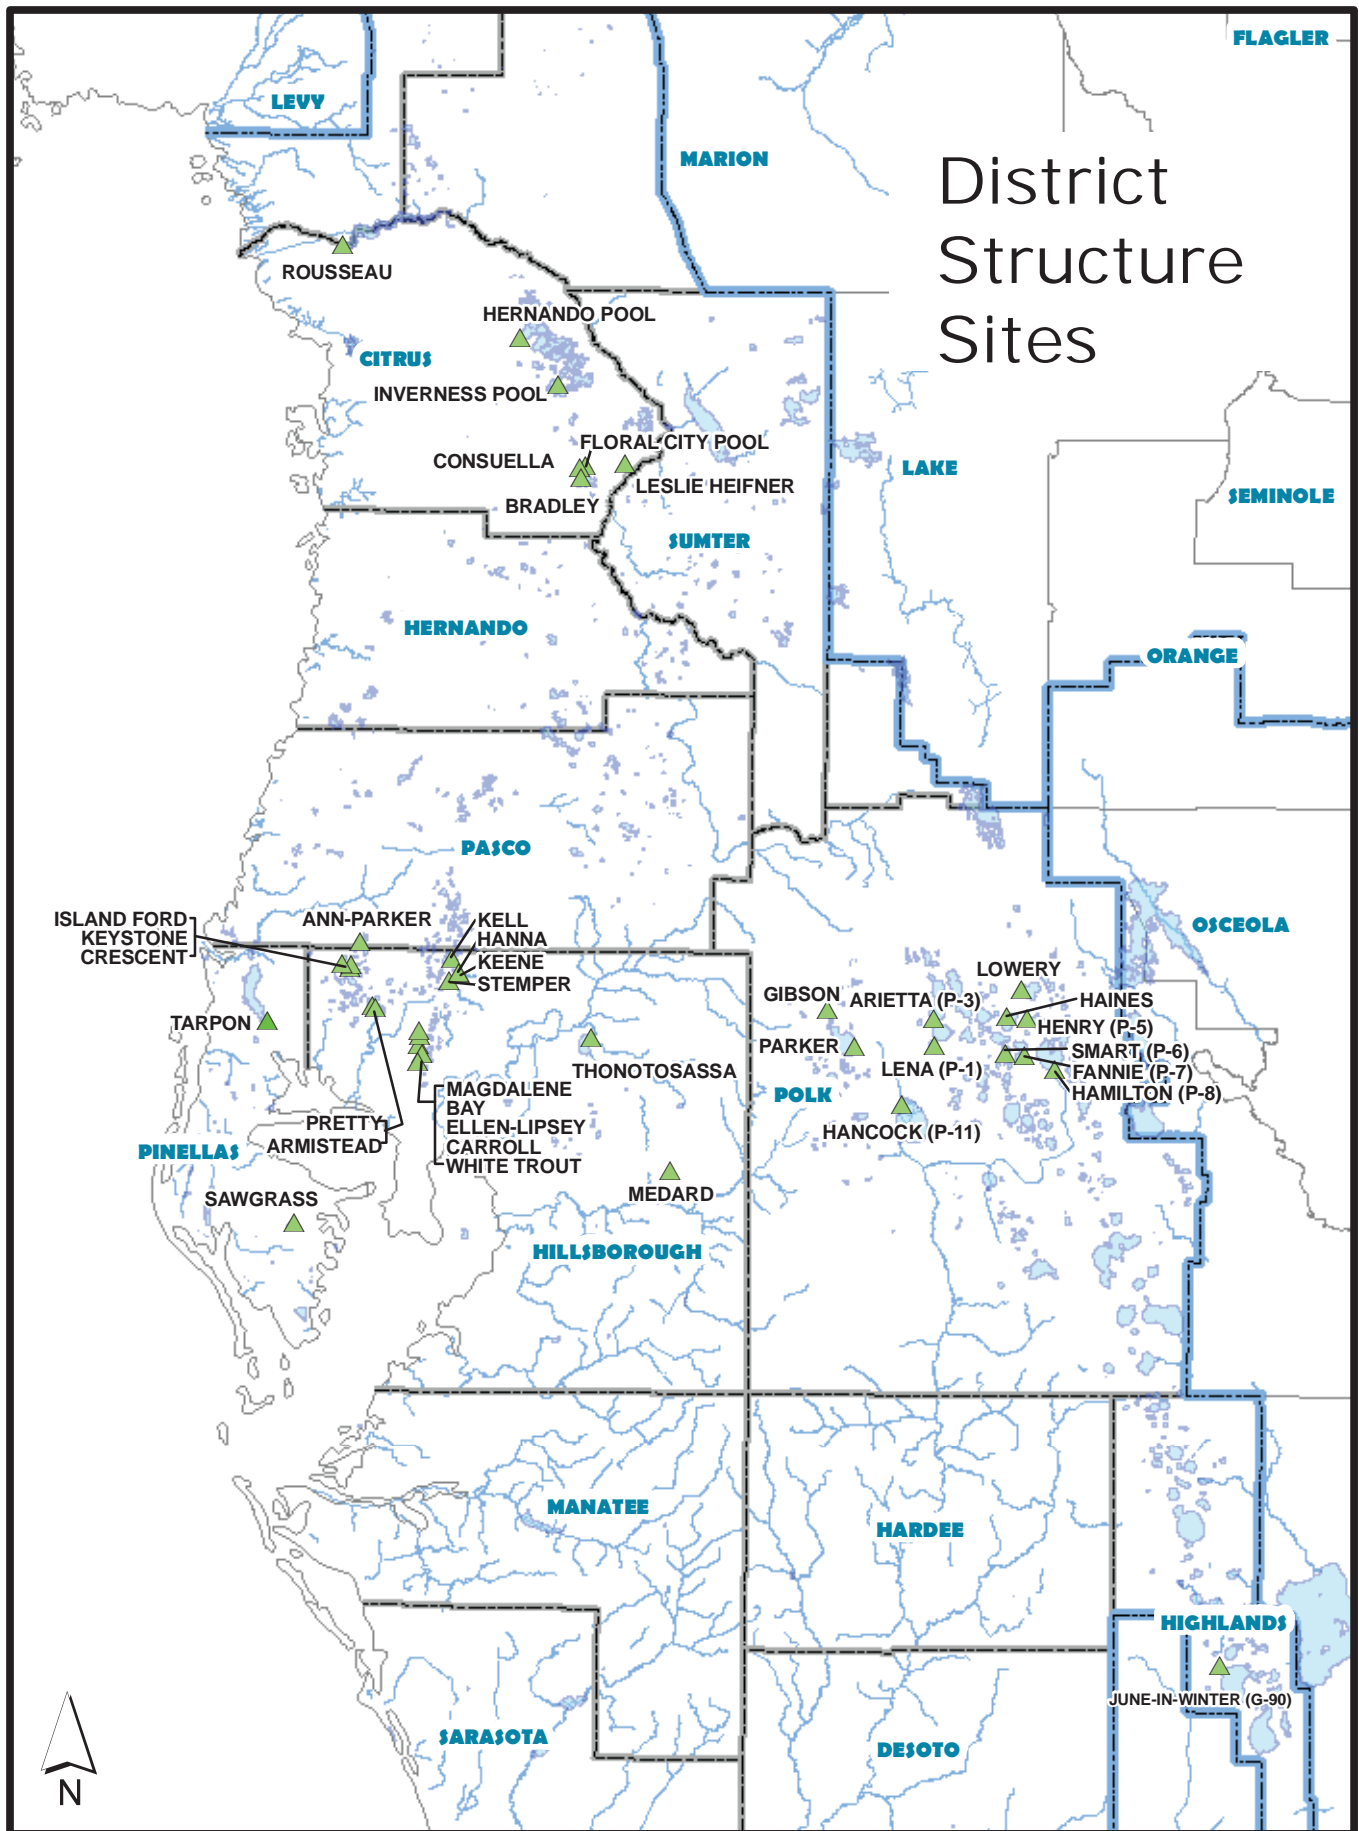 FLAGLER
LEVY
MARION
District
Structure
Sites
ROUSSEAU
HERNANDO POOL
CITRUS
INVERNESS POOL
FLORAL CITY POOL
CONSUELLA
LAKE
LESLIE HEIFNER
SEMINOLE
BRADLEY
SUMTER
HERNANDO
ORANGE
PASCO
ISLAND FORD
KEYSTONE
CRESCENT
ANN-PARKER
KELL
HANNA
KEENE
STEMPER
OSCEOLA
LOWERY
GIBSON
ARIETTA (P-3)
HAINES
TARPON
HENRY (P-5)
PARKER
SMART (P-6)
THONOTOSASSA
LENA (P-1)
FANNIE (P-7)
HAMILTON (P-8)
POLK
MAGDALENE
BAY
ELLEN-LIPSEY
CARROLL
WHITE TROUT
PRETTY
ARMISTEAD
HANCOCK (P-11)
PINELLAS
SAWGRASS
MEDARD
HILLSBOROUGH
MANATEE
HARDEE
HIGHLANDS
JUNE-IN-WINTER (G-90)
SARASOTA
DESOTO
N